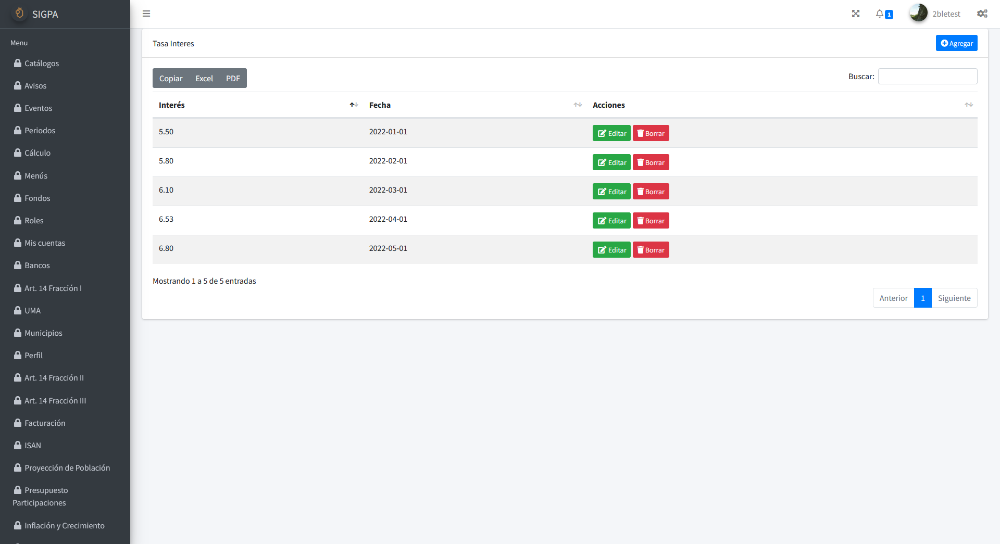 SIGPA
1
2bletest
Menu
Catálogos
Avisos
Eventos
Periodos
Cálculo
Menús
Fondos
Roles
Mis cuentas
Bancos
Art. 14 Fracción I
UMA
Municipios
Perfil
Art. 14 Fracción II
Art. 14 Fracción III
Facturación
ISAN
Proyección de Población
Presupuesto
Participaciones
Inflación y Crecimiento
Tasa Interes
Agregar
Copiar Excel PDF
Buscar:
Interés Fecha Acciones
5.50 2022-01-01 Editar Borrar
5.80 2022-02-01 Editar Borrar
6.10 2022-03-01 Editar Borrar
6.53 2022-04-01 Editar Borrar
6.80 2022-05-01 Editar Borrar
Mostrando 1 a 5 de 5 entradas
Anterior 1 Siguiente